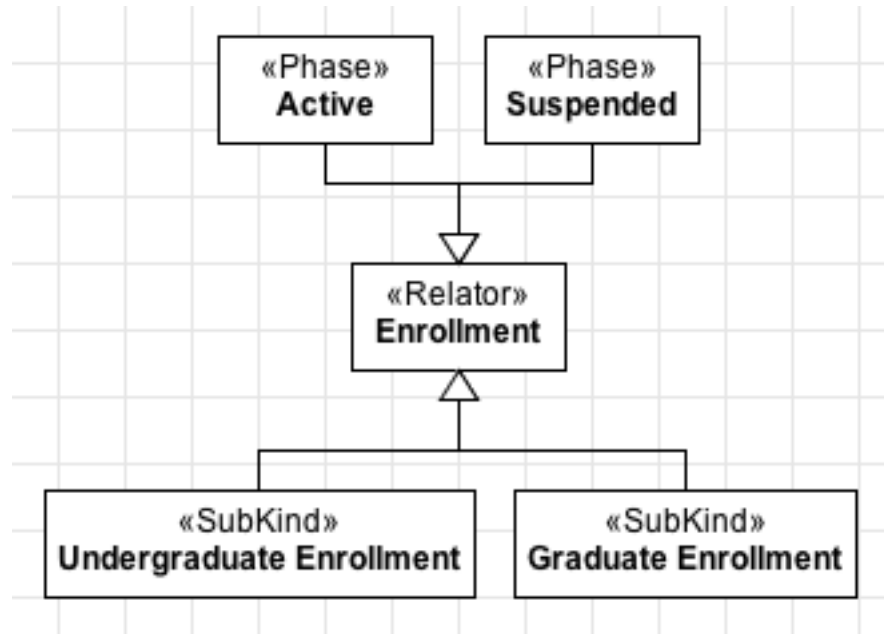 «Phase»
Active
«Phase»
Suspended
«Relator»
Enrollment
«SubKind»
Undergraduate Enrollment
«SubKind»
Graduate Enrollment